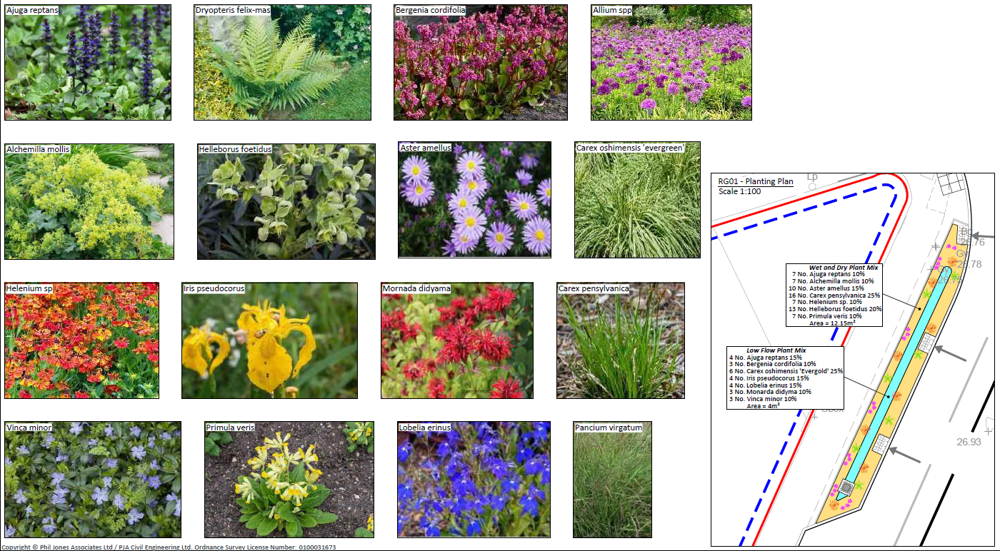 Ajuga reptans
Dryopteris felix-mas
Bergenia cordifolia
Allium spp
Alchemilla mollis
Helleborus foetidus
Aster amellus
Carex oshimensis 'evergreen'
Helenium sp
Iris pseudocorus
Mornada didyama
Carex pensylvanica
Vinca minor
Primula veris
Lobelia erinus
Pancium virgatum
RG01 - Planting Plan
Scale 1:100
Lp
Wet and Dry Plant Mix
7 No. Ajuga reptans 10%
7 No. Alchemilla mollis 10%
10 No. Aster amellus 15%
16 No. Carex pensylvanica 25%
7 No. Helenium sp. 10%
13 No. Helleborus foetidus 20%
7 No. Primula veris 10%
Area = 12.15m²
Low Flow Plant Mix
4 No. Ajuga reptans 15%
3 No. Bergenia cordifolia 10%
6 No. Carex oshimensis 'Evergold' 25%
4 No. Iris pseudocorus 15%
4 No. Lobelia erinus 15%
3 No. Monarda didyma 10%
3 No. Vinca minor 10%
Area = 4m²
26.76
Gy
26.78
26.93
Copyright © Phil Jones Associates Ltd / PJA Civil Engineering Ltd. Ordnance Survey License Number: 0100031673